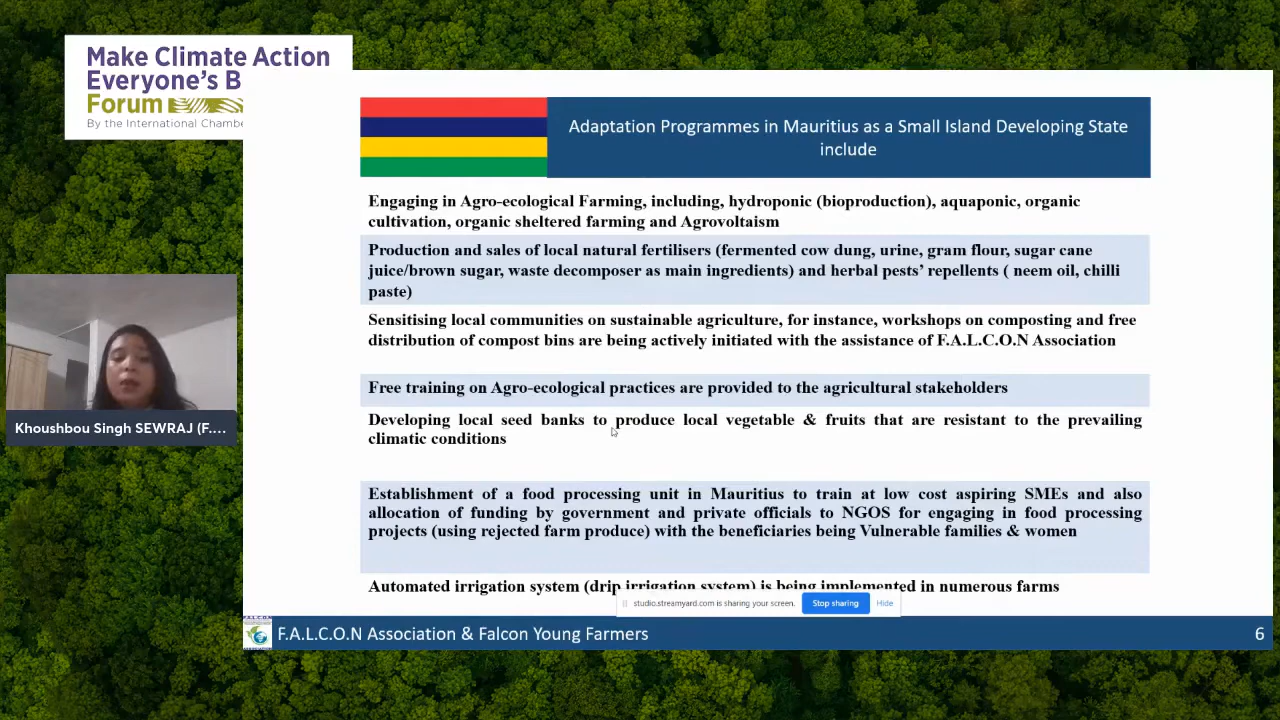 Make Climate Action
Everyone's B
Forum
By the International Chambe
Adaptation Programmes in Mauritius as a Small Island Developing State
include
Engaging in Agro-ecological Farming, including, hydroponic (bioproduction), aquaponic, organic
cultivation, organic sheltered farming and Agrovoltaism
Production and sales of local natural fertilisers (fermented cow dung, urine, gram flour, sugar cane
juice/brown sugar, waste decomposer as main ingredients) and herbal pests' repellents ( neem oil, chilli
paste)
Sensitising local communities on sustainable agriculture, for instance, workshops on composting and free
distribution of compost bins are being actively initiated with the assistance of F.A.L.C.O.N Association
Free training on Agro-ecological practices are provided to the agricultural stakeholders
Developing local seed banks to produce local vegetable & fruits that are resistant to the prevailing
climatic conditions
Establishment of a food processing unit in Mauritius to train at low cost aspiring SMEs and also
allocation of funding by government and private officials to NGOS for engaging in food processing
projects (using rejected farm produce) with the beneficiaries being Vulnerable families & women
Automated irrigation system (drip irrigation system) is being implemented in numerous farms
studio.streamyard.com is sharing your screen.
Stop sharing
Hide
Khoushbou Singh SEWRAJ (F....
F.A.L.C.O.N Association & Falcon Young Farmers
6